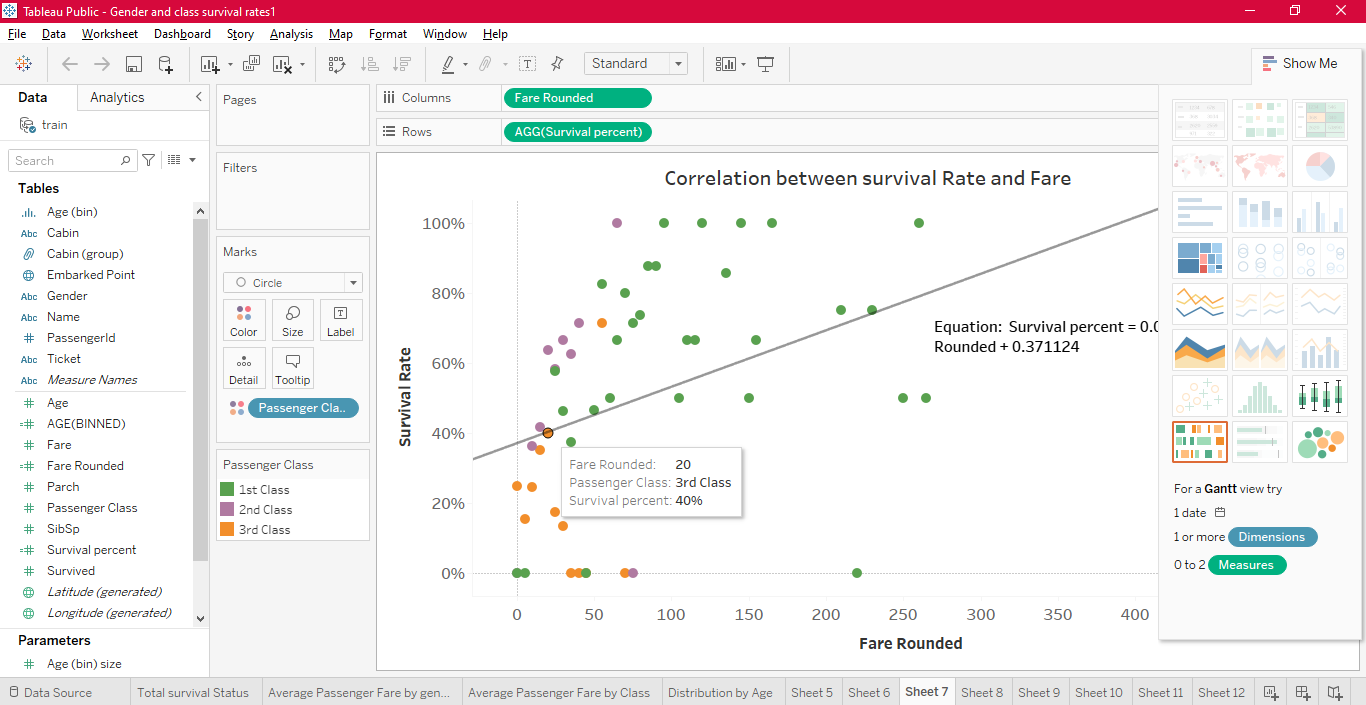 Tableau Public - Gender and class survival rates1
File Data Worksheet Dashboard Story Analysis Map Format Window Help
Standard
Show Me
Data Analytics
train
Search
Tables
Age (bin)
Abc Cabin
Cabin (group)
Embarked Point
Abc Gender
Abc Name
PassengerId
Abc Ticket
Abc Measure Names
Age
AGE(BINNED)
Fare
Fare Rounded
Parch
Passenger Class
SibSp
Survival percent
Survived
Latitude (generated)
Longitude (generated)
Parameters
Age (bin) size
Pages
Filters
Marks
Circle
Color Size Label
Detail Tooltip
Passenger Cla..
Passenger Class
1st Class
2nd Class
3rd Class
Columns Fare Rounded
Rows AGG(Survival percent)
Correlation between survival Rate and Fare
Survival Rate
100%
80%
60%
40%
20%
0%
Equation: Survival percent = 0.0
Rounded + 0.371124
Fare Rounded: 20
Passenger Class: 3rd Class
Survival percent: 40%
0 50 100 150 200 250 300 350 400
Fare Rounded
For a Gantt view try
1 date
1 or more Dimensions
0 to 2 Measures
Data Source Total survival Status Average Passenger Fare by gen... Average Passenger Fare by Class Distribution by Age Sheet 5 Sheet 6 Sheet 7 Sheet 8 Sheet 9 Sheet 10 Sheet 11 Sheet 12